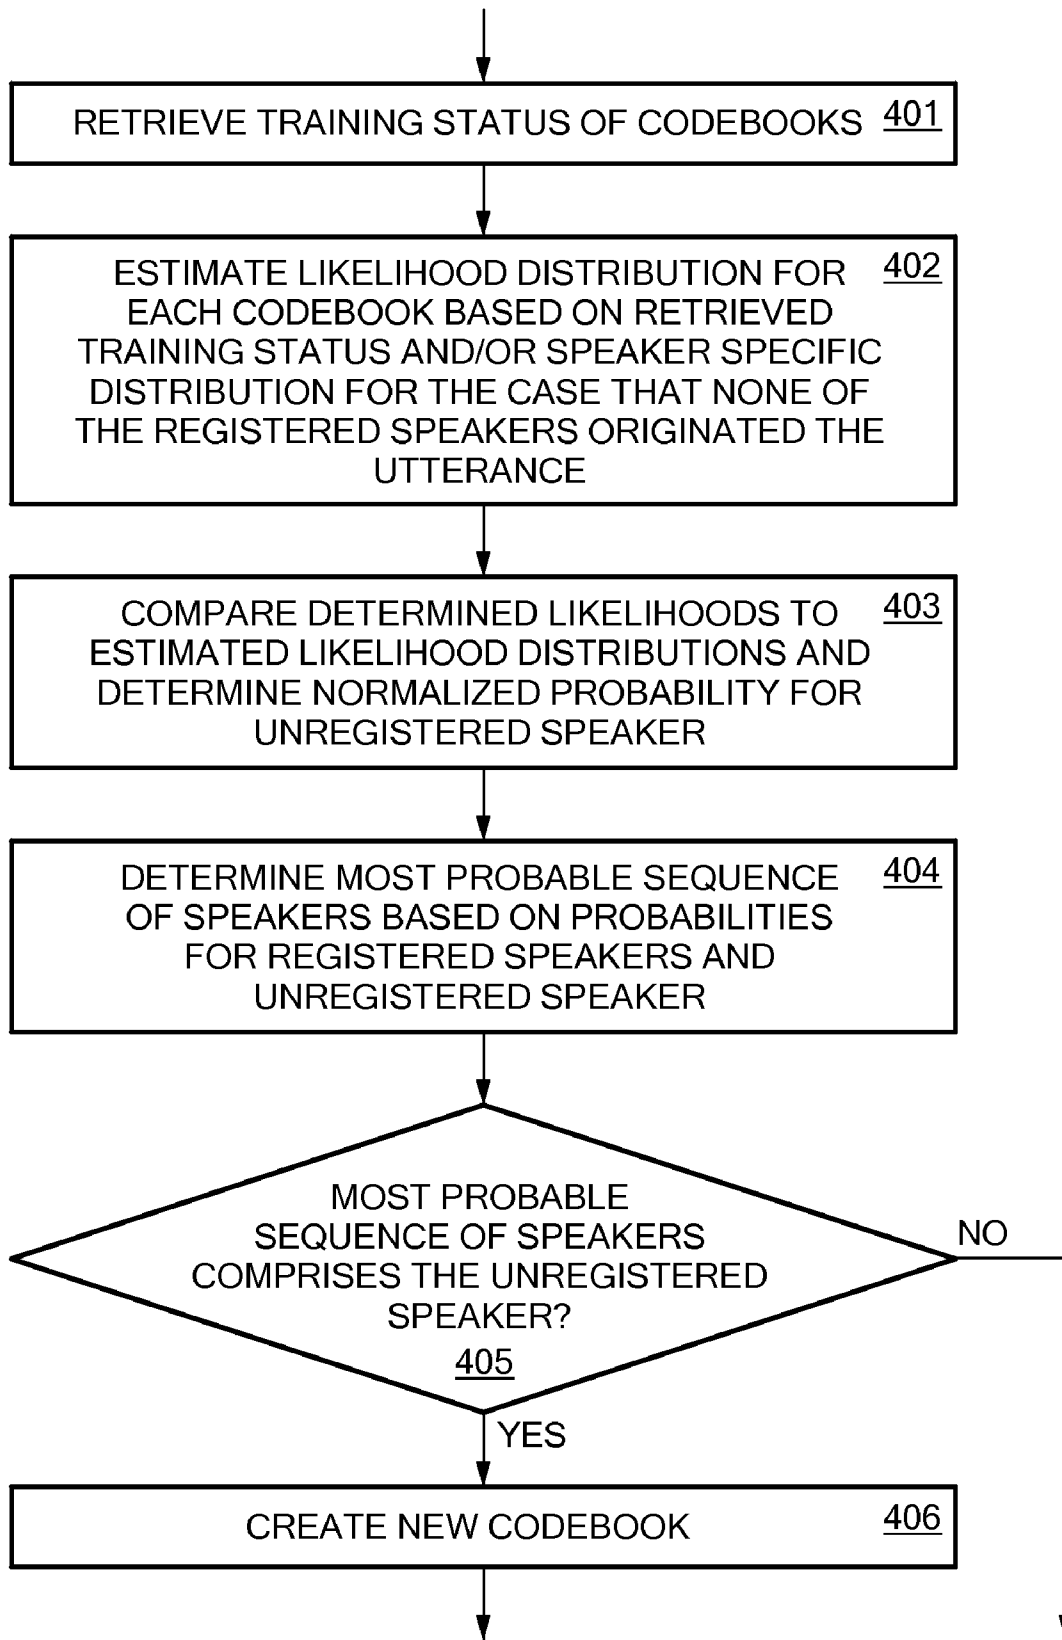 RETRIEVE TRAINING STATUS OF CODEBOOKS 401
ESTIMATE LIKELIHOOD DISTRIBUTION FOR 402
EACH CODEBOOK BASED ON RETRIEVED
TRAINING STATUS AND/OR SPEAKER SPECIFIC
DISTRIBUTION FOR THE CASE THAT NONE OF
THE REGISTERED SPEAKERS ORIGINATED THE
UTTERANCE
COMPARE DETERMINED LIKELIHOODS TO 403
ESTIMATED LIKELIHOOD DISTRIBUTIONS AND
DETERMINE NORMALIZED PROBABILITY FOR
UNREGISTERED SPEAKER
DETERMINE MOST PROBABLE SEQUENCE 404
OF SPEAKERS BASED ON PROBABILITIES
FOR REGISTERED SPEAKERS AND
UNREGISTERED SPEAKER
MOST PROBABLE
SEQUENCE OF SPEAKERS
COMPRISES THE UNREGISTERED
SPEAKER?
405
NO
YES
CREATE NEW CODEBOOK 406